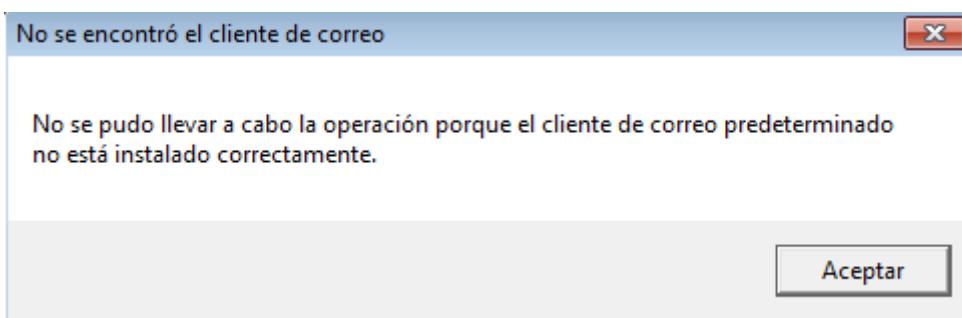 No se encontró el cliente de correo
No se pudo llevar a cabo la operación porque el cliente de correo predeterminado
no está instalado correctamente.
Aceptar